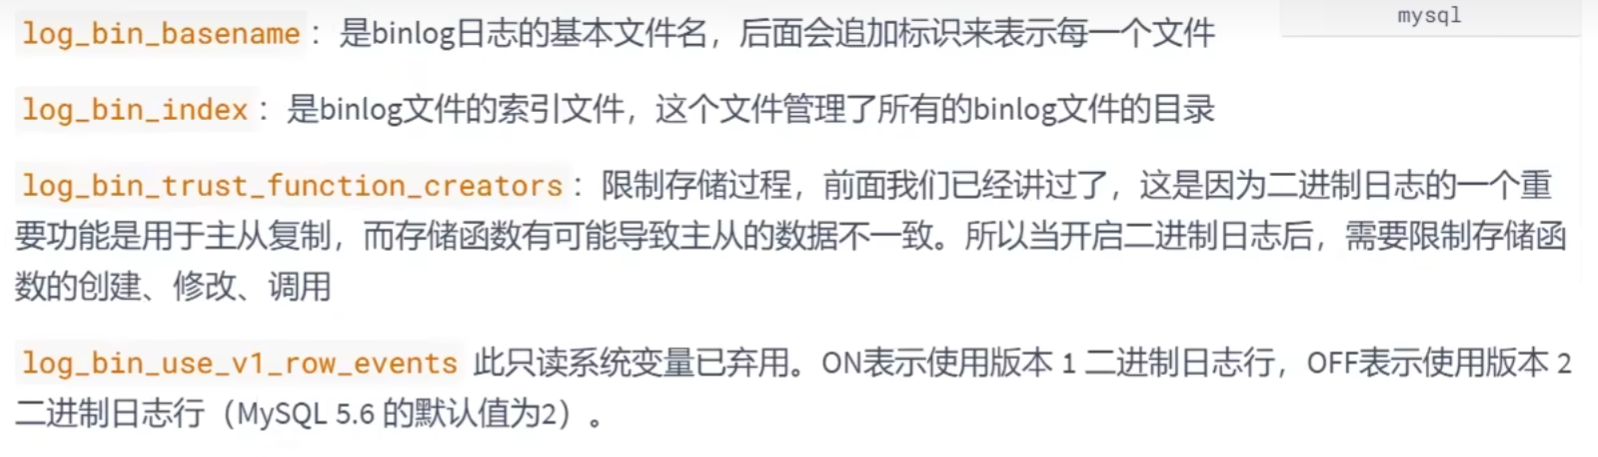 mysql
log_bin_basename：是binlog日志的基本文件名，后面会追加标识来表示每一个文件
log_bin_index：是binlog文件的索引文件，这个文件管理了所有的binlog文件的目录
log_bin_trust_function_creators：限制存储过程，前面我们已经讲过了，这是因为二进制日志的一个重
要功能是用于主从复制，而存储函数有可能导致主从的数据不一致。所以当开启二进制日志后，需要限制存储函
数的创建、修改、调用
log_bin_use_v1_row_events 此只读系统变量已弃用。ON表示使用版本 1 二进制日志行，OFF表示使用版本 2
二进制日志行（MySQL 5.6 的默认值为2）。